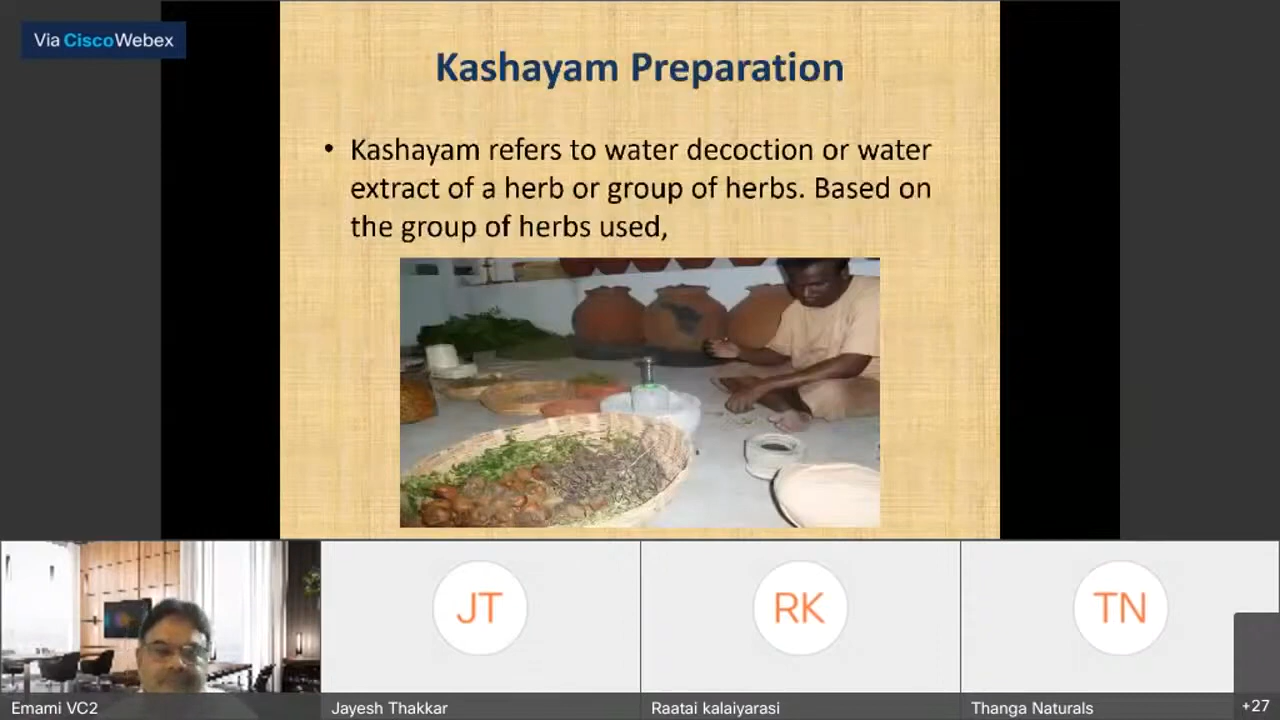 Via CiscoWebex
Kashayam Preparation
• Kashayam refers to water decoction or water
extract of a herb or group of herbs. Based on
the group of herbs used,
JT
RK
TN
Emami VC2
Jayesh Thakkar
Raatai kalaiyarasi
Thanga Naturals
+27